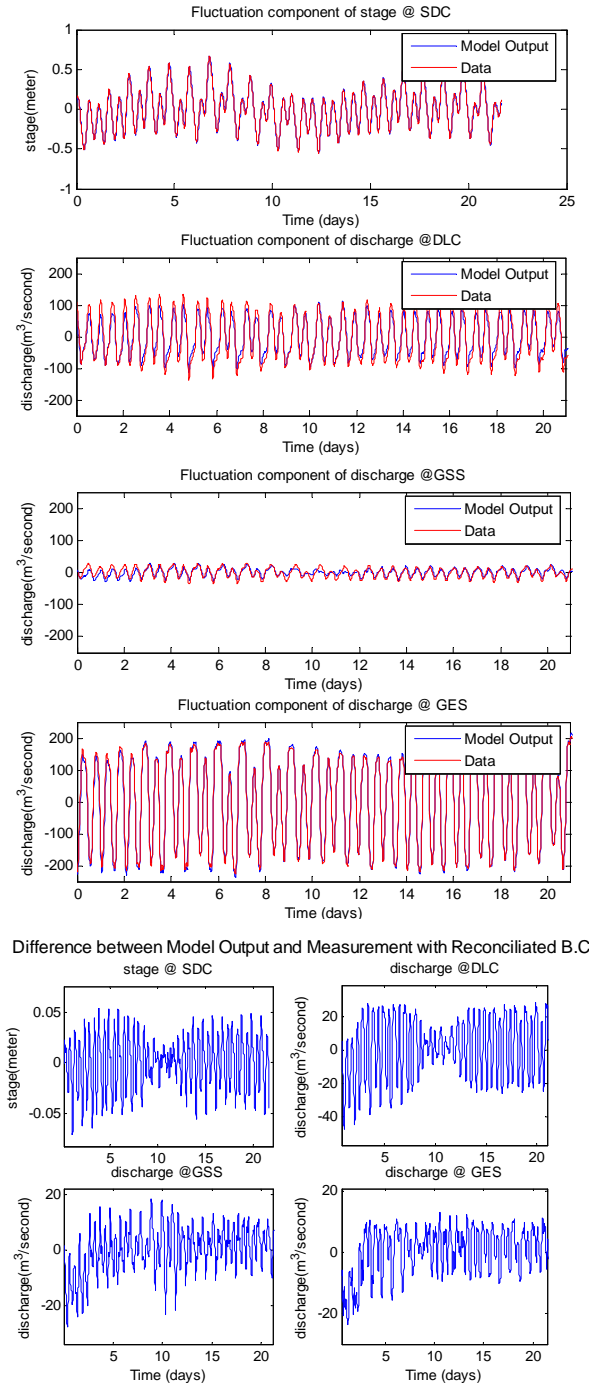 Fluctuation component of stage @ SDC
1
0.5
0
-0.5
-1
stage(meter)
Model Output
Data
0 5 10 15 20 25
Time (days)
Fluctuation component of discharge @DLC
200
100
0
-100
-200
discharge(m³/second)
Model Output
Data
0 2 4 6 8 10 12 14 16 18 20
Time (days)
Fluctuation component of discharge @GSS
200
100
0
-100
-200
discharge(m³/second)
Model Output
Data
0 2 4 6 8 10 12 14 16 18 20
Time (days)
Fluctuation component of discharge @ GES
200
100
0
-100
-200
discharge(m³/second)
Model Output
Data
0 2 4 6 8 10 12 14 16 18 20
Time (days)
Difference between Model Output and Measurement with Reconciliated B.C
stage @ SDC
0.05
0
-0.05
stage(meter)
5 10 15 20
discharge @DLC
20
0
-20
-40
discharge(m³/second)
5 10 15 20
discharge @GSS
20
0
-20
discharge(m³/second)
5 10 15 20
Time (days)
discharge @ GES
20
0
-20
discharge(m³/second)
5 10 15 20
Time (days)